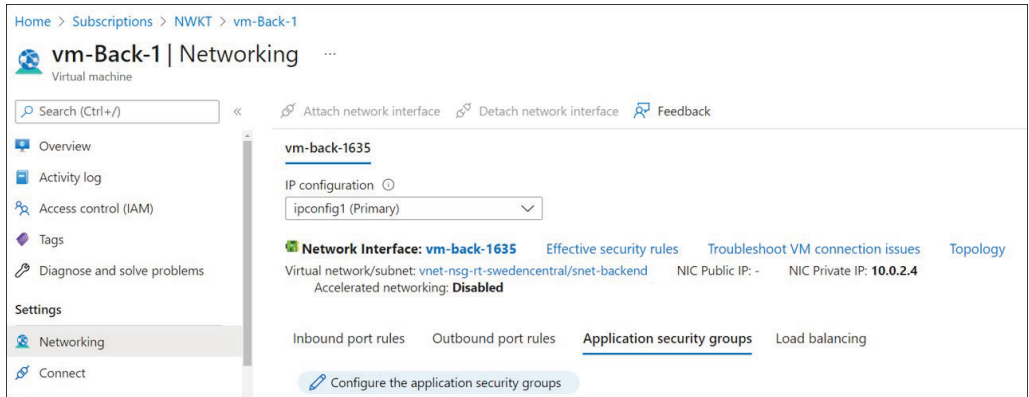 Home > Subscriptions > NWKT > vm-Back-1
vm-Back-1 | Networking ...
Virtual machine
Search (Ctrl+/)
«
Overview
Activity log
Access control (IAM)
Tags
Diagnose and solve problems
Settings
Networking
Connect
Attach network interface Detach network interface Feedback
vm-back-1635
IP configuration
ipconfig1 (Primary)
Network Interface: vm-back-1635 Effective security rules Troubleshoot VM connection issues Topology
Virtual network/subnet: vnet-nsg-rt-swedencentral/snet-backend NIC Public IP: - NIC Private IP: 10.0.2.4
Accelerated networking: Disabled
Inbound port rules Outbound port rules Application security groups Load balancing
Configure the application security groups